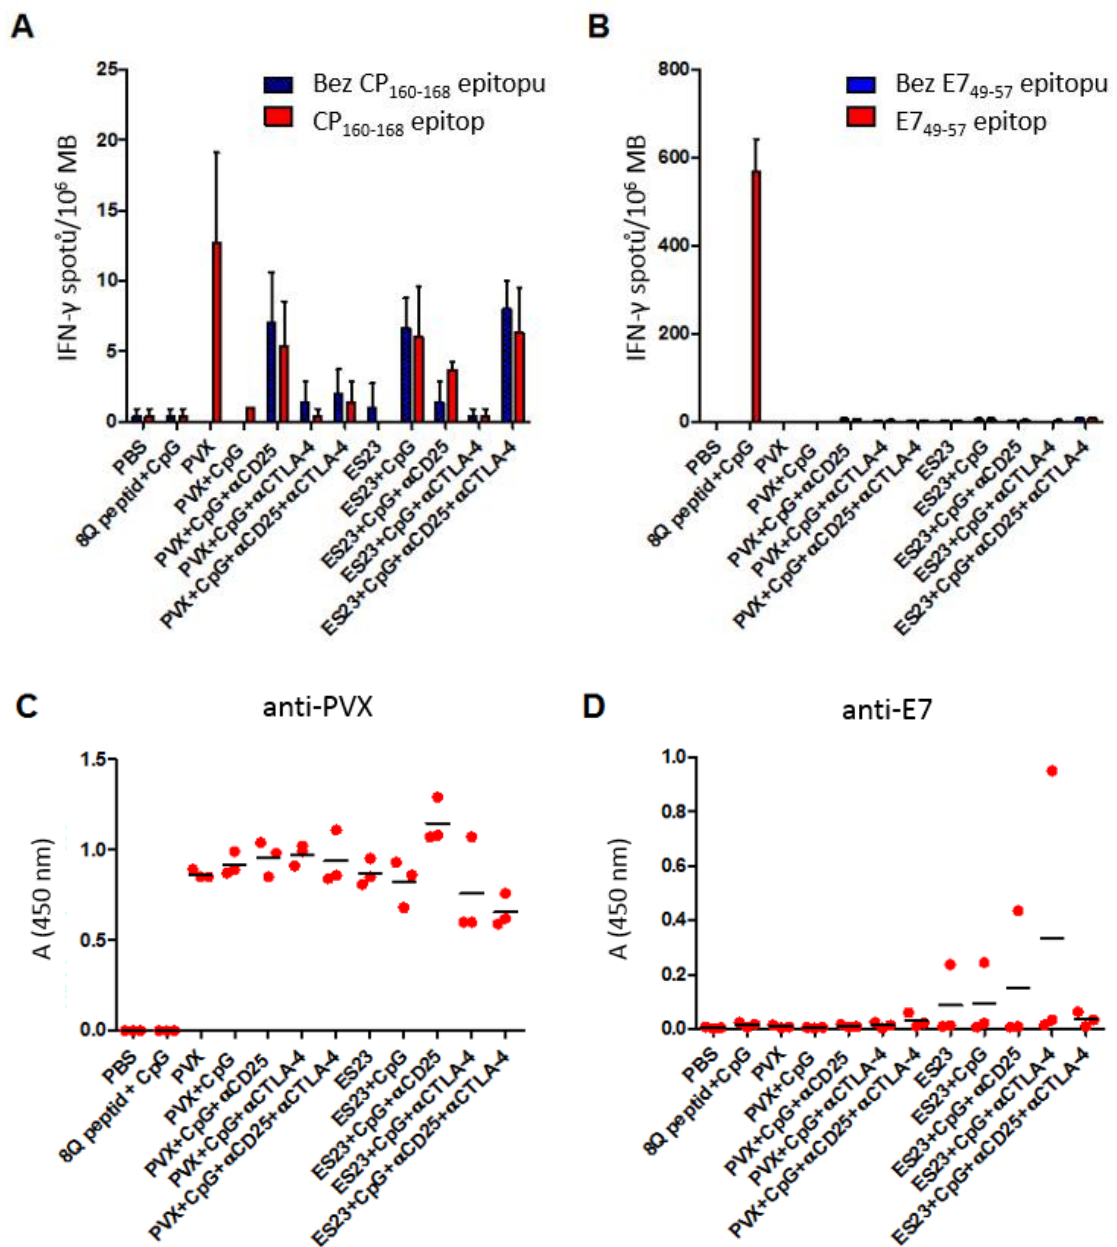 A
25
20
15
10
5
0
IFN-γ spotů/10⁶ MB
Bez CP₁₆₀₋₁₆₈ epitopu
CP₁₆₀₋₁₆₈ epitop
PBS
8Q peptid+CpG
PVX
PVX+CpG
PVX+CpG+αCD25
PVX+CpG+αCTLA-4
PVX+CpG+αCD25+αCTLA-4
ES23
ES23+CpG
ES23+CpG+αCD25
ES23+CpG+αCTLA-4
ES23+CpG+αCD25+αCTLA-4
B
800
600
400
200
0
IFN-γ spotů/10⁶ MB
Bez E7₄₉₋₅₇ epitopu
E7₄₉₋₅₇ epitop
PBS
8Q peptid+CpG
PVX
PVX+CpG
PVX+CpG+αCD25
PVX+CpG+αCTLA-4
PVX+CpG+αCD25+αCTLA-4
ES23
ES23+CpG
ES23+CpG+αCD25
ES23+CpG+αCTLA-4
ES23+CpG+αCD25+αCTLA-4
C
anti-PVX
1.5
1.0
0.5
0.0
A (450 nm)
PBS
8Q peptid + CpG
PVX
PVX+CpG
PVX+CpG+αCD25
PVX+CpG+αCTLA-4
PVX+CpG+αCD25+αCTLA-4
ES23
ES23+CpG
ES23+CpG+αCD25
ES23+CpG+αCTLA-4
ES23+CpG+αCD25+αCTLA-4
D
anti-E7
1.0
0.8
0.6
0.4
0.2
0.0
A (450 nm)
PBS
8Q peptid+CpG
PVX
PVX+CpG
PVX+CpG+αCD25
PVX+CpG+αCTLA-4
PVX+CpG+αCD25+αCTLA-4
ES23
ES23+CpG
ES23+CpG+αCD25
ES23+CpG+αCTLA-4
ES23+CpG+αCD25+αCTLA-4